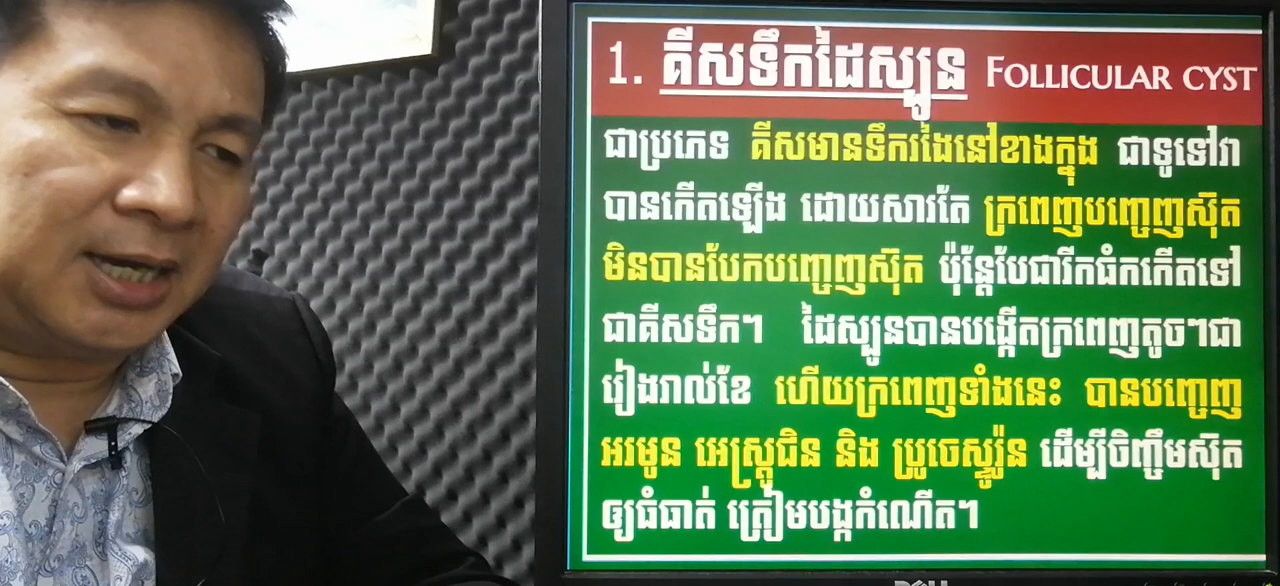 1. គីសទឹកដៃស្បូន FOLLICULAR CYST
ជាប្រភេទ គីសមានទឹករងៃនៅខាងក្នុង ជាទូទៅវា
បានកើតឡើង ដោយសារតែ ក្រពេញបញ្ចេញស៊ុត
មិនបានបែកបញ្ចេញស៊ុត ប៉ុន្តែបែជារីកធំកកើតទៅ
ជាគីសទឹក។ ដៃស្បូនបានបង្កើតក្រពេញតូចៗជា
រៀងរាល់ខែ ហើយក្រពេញទាំងនេះ បានបញ្ចេញ
អរមូន អេស្ត្រូជិន និង ប្រូចេស្ទូរ៉ូន ដើម្បីចិញ្ចឹមស៊ុត
ឲ្យធំធាត់ ត្រៀមបង្កកំណើត។